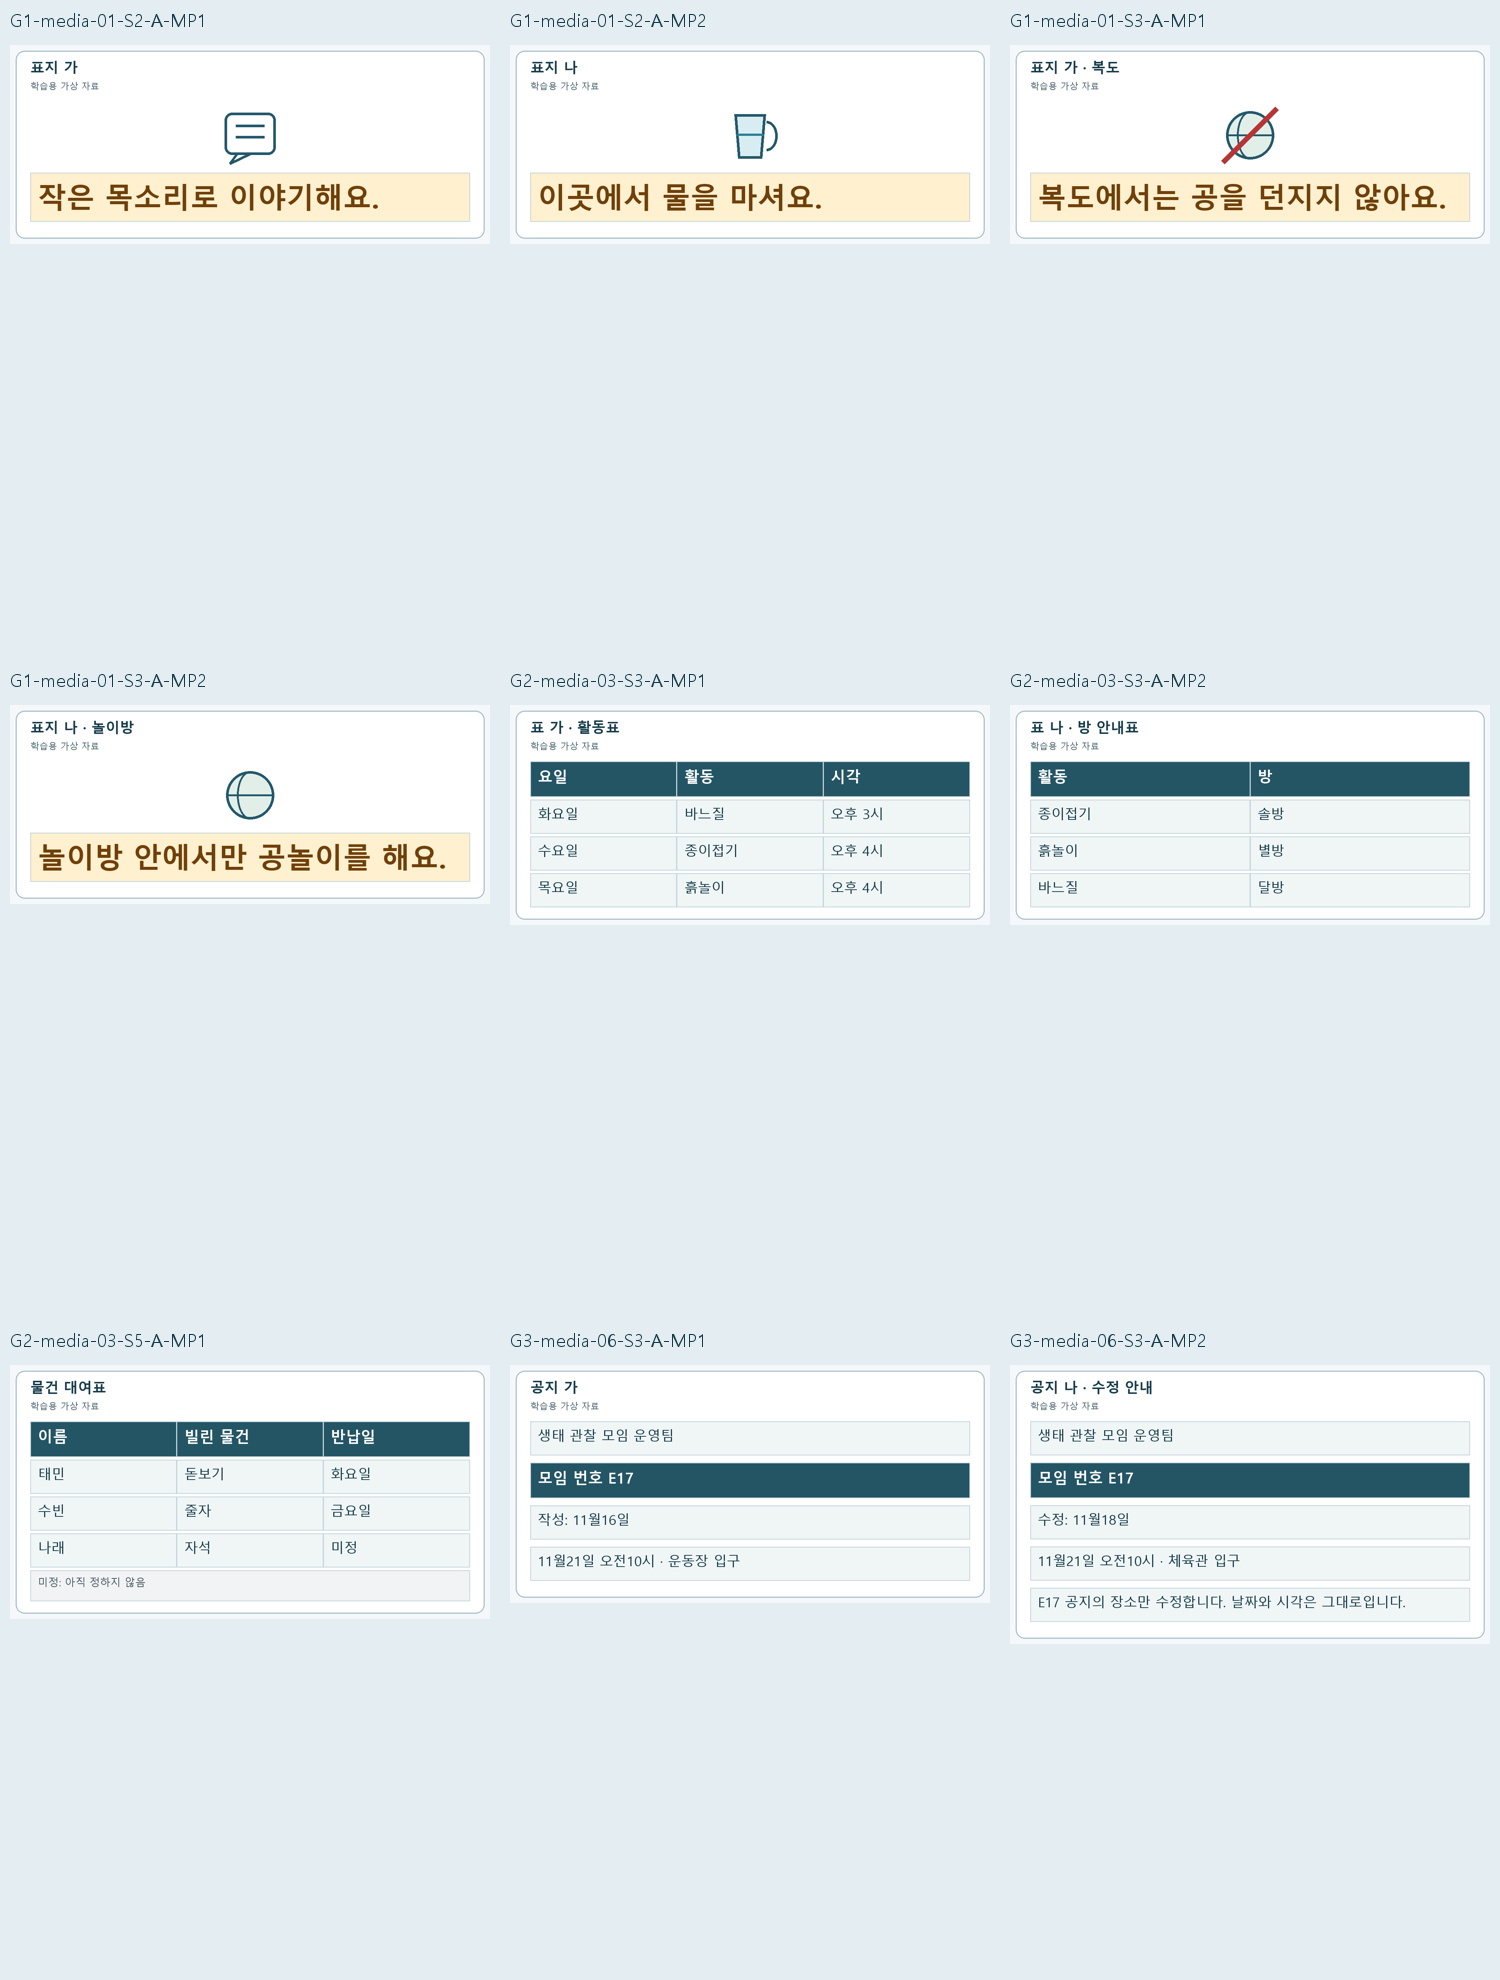 G1-media-01-S2-A-MP1
표지 가
학습용 가상 자료
작은 목소리로 이야기해요.
G1-media-01-S2-A-MP2
표지 나
학습용 가상 자료
이곳에서 물을 마셔요.
G1-media-01-S3-A-MP1
표지 가 · 복도
학습용 가상 자료
복도에서는 공을 던지지 않아요.
G1-media-01-S3-A-MP2
표지 나 · 놀이방
학습용 가상 자료
놀이방 안에서만 공놀이를 해요.
G2-media-03-S3-A-MP1
표 가 · 활동표
학습용 가상 자료
요일 활동 시각
화요일 바느질 오후 3시
수요일 종이접기 오후 4시
목요일 흙놀이 오후 4시
G2-media-03-S3-A-MP2
표 나 · 방 안내표
학습용 가상 자료
활동 방
종이접기 솔방
흙놀이 별방
바느질 달방
G2-media-03-S5-A-MP1
물건 대여표
학습용 가상 자료
이름 빌린 물건 반납일
태민 돋보기 화요일
수빈 줄자 금요일
나래 자석 미정
미정: 아직 정하지 않음
G3-media-06-S3-A-MP1
공지 가
학습용 가상 자료
생태 관찰 모임 운영팀
모임 번호 E17
작성: 11월16일
11월21일 오전10시 · 운동장 입구
G3-media-06-S3-A-MP2
공지 나 · 수정 안내
학습용 가상 자료
생태 관찰 모임 운영팀
모임 번호 E17
수정: 11월18일
11월21일 오전10시 · 체육관 입구
E17 공지의 장소만 수정합니다. 날짜와 시각은 그대로입니다.